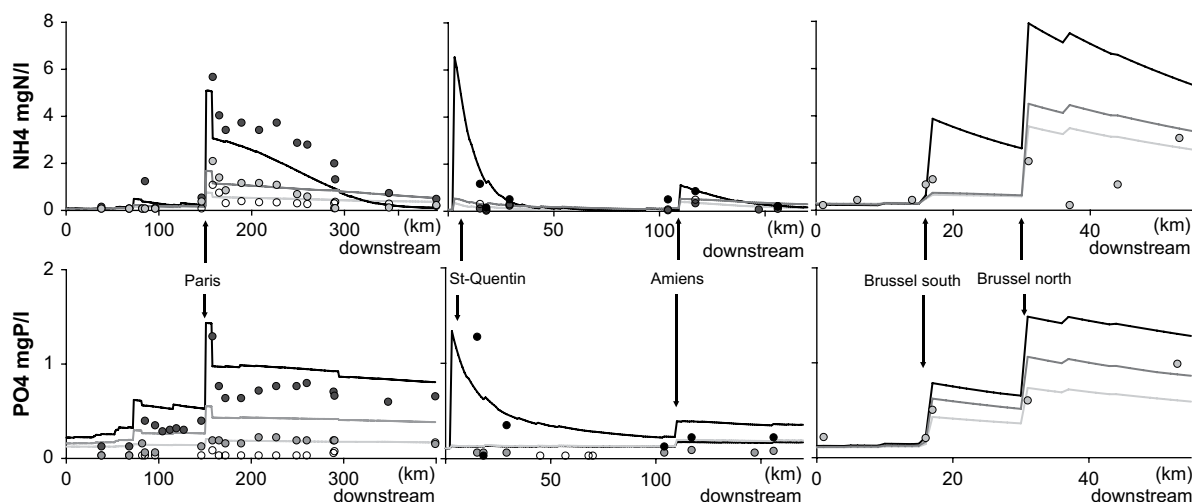 NH4 mgN/l
8
6
4
2
0
0 100 200 300 (km)
downstream
0 50 100 (km)
downstream
0 20 40 (km)
downstream
Paris
St-Quentin
Amiens
Brussel south
Brussel north
PO4 mgP/l
2
1
0
0 100 200 300 (km)
downstream
0 50 100 (km)
downstream
0 20 40 (km)
downstream